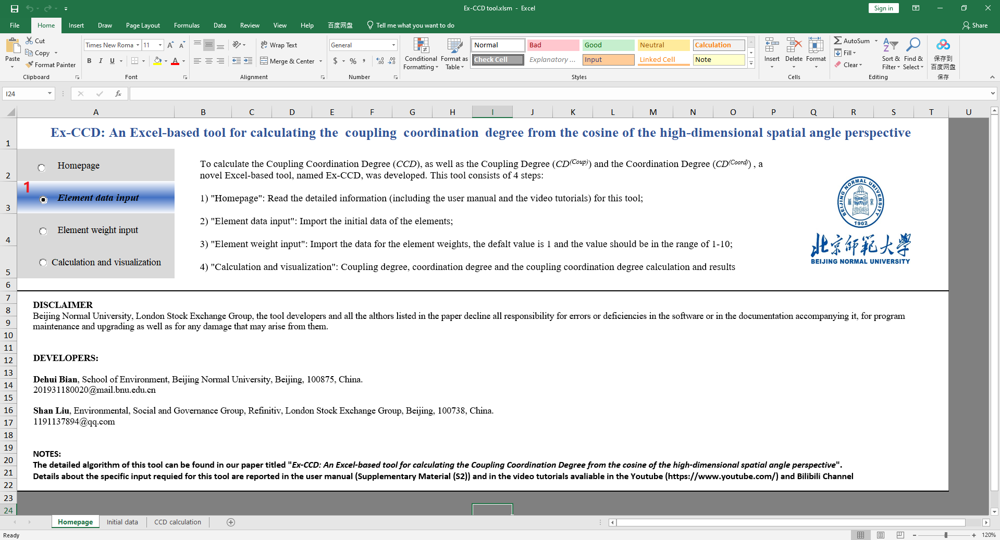 Ex-CCD tool.xlsm - Excel
Sign in
File Home Insert Draw Page Layout Formulas Data Review View Help 百度网盘 Tell me what you want to do Share
Paste
Cut
Copy
Format Painter
Clipboard
Times New Roma 11
B I U
Font
Wrap Text
Merge & Center
Alignment
General
$ % ,
Number
Conditional Formatting
Format as Table
Normal Bad Good Neutral Calculation
Check Cell Explanatory ... Input Linked Cell Note
Styles
Insert Delete Format
Cells
AutoSum
Fill
Clear
Sort & Filter
Find & Select
Editing
保存到
百度网盘
保存
I24
fx
A B C D E F G H I J K L M N O P Q R S T U
1
2
3
4
5
6
7
8
9
10
11
12
13
14
15
16
17
18
19
20
21
22
23
24
Ex-CCD: An Excel-based tool for calculating the coupling coordination degree from the cosine of the high-dimensional spatial angle perspective
Homepage
1
Element data input
Element weight input
Calculation and visualization
To calculate the Coupling Coordination Degree (CCD), as well as the Coupling Degree (CD(Coup)) and the Coordination Degree (CD(Coord)) , a
novel Excel-based tool, named Ex-CCD, was developed. This tool consists of 4 steps:
1) "Homepage": Read the detailed information (including the user manual and the video tutorials) for this tool;
2) "Element data input": Import the initial data of the elements;
3) "Element weight input": Import the data for the element weights, the defalt value is 1 and the value should be in the range of 1-10;
4) "Calculation and visualization": Coupling degree, coordination degree and the coupling coordination degree calculation and results
BEIJING NORMAL UNIVERSITY
1902
北京师范大学
BEIJING NORMAL UNIVERSITY
DISCLAIMER
Beijing Normal University, London Stock Exchange Group, the tool developers and all the althors listed in the paper decline all responsibility for errors or deficiencies in the software or in the documentation accompanying it, for program
maintenance and upgrading as well as for any damage that may arise from them.
DEVELOPERS:
Dehui Bian, School of Environment, Beijing Normal University, Beijing, 100875, China.
201931180020@mail.bnu.edu.cn
Shan Liu, Environmental, Social and Governance Group, Refinitiv, London Stock Exchange Group, Beijing, 100738, China.
1191137894@qq.com
NOTES:
The detailed algorithm of this tool can be found in our paper titled "Ex-CCD: An Excel-based tool for calculating the Coupling Coordination Degree from the cosine of the high-dimensional spatial angle perspective".
Details about the specific input requied for this tool are reported in the user manual (Supplementary Material (S2)) and in the video tutorials avaliable in the Youtube (https://www.youtube.com/) and Bilibili Channel
Homepage Initial data CCD calculation
Ready
120%